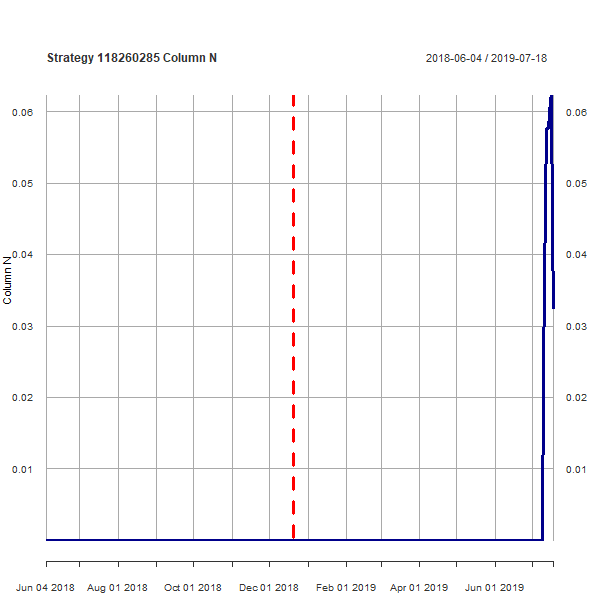 Strategy 118260285 Column N
2018-06-04 / 2019-07-18
0.06
0.06
0.05
0.05
0.04
0.04
Column N
0.03
0.03
0.02
0.02
0.01
0.01
Jun 04 2018
Aug 01 2018
Oct 01 2018
Dec 01 2018
Feb 01 2019
Apr 01 2019
Jun 01 2019